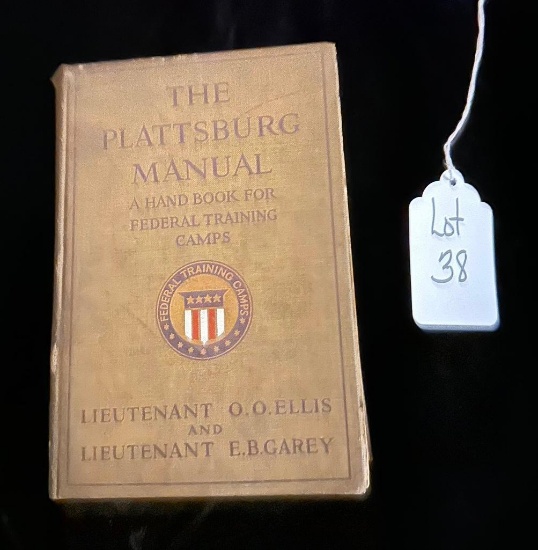 THE
PLATTSBURG
MANUAL
A HAND BOOK FOR
FEDERAL TRAINING
CAMPS
FEDERAL TRAINING CAMPS
LIEUTENANT O.O.ELLIS
AND
LIEUTENANT E.B.GAREY
Lot
38